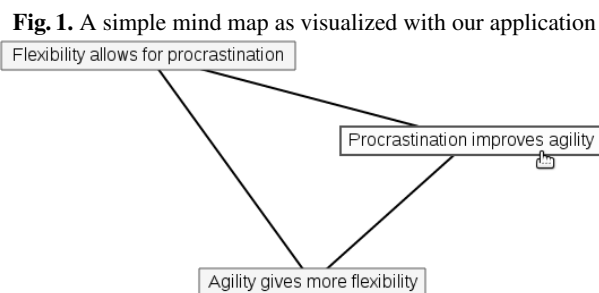 Fig. 1. A simple mind map as visualized with our application
Flexibility allows for procrastination
Procrastination improves agility
Agility gives more flexibility